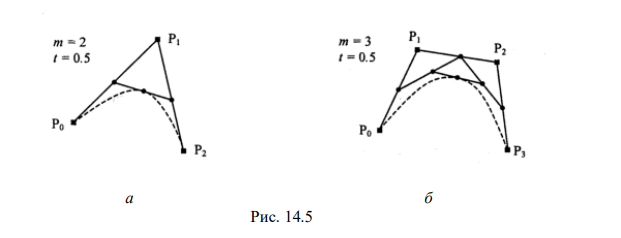 m = 2
t = 0.5
P₁
P₀
P₂
m = 3
t = 0.5
P₁
P₂
P₀
P₃
а
б
Рис. 14.5